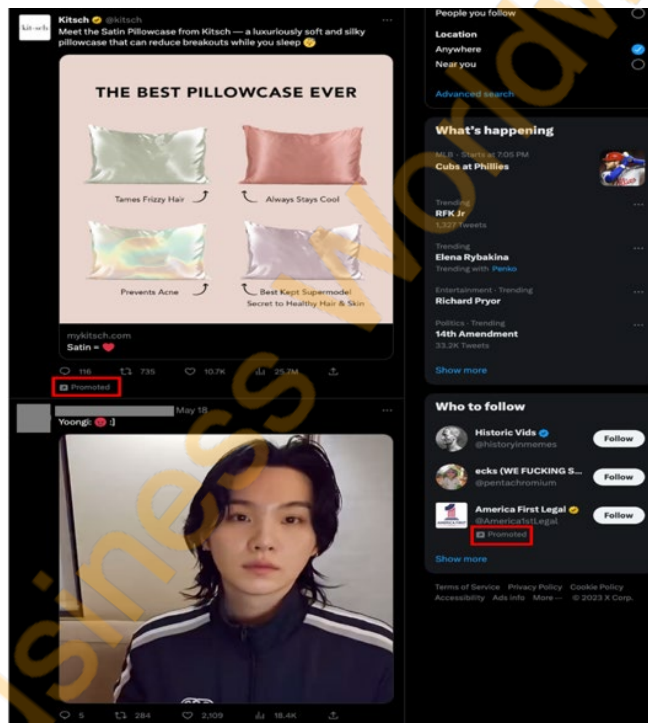 kit·sch
Kitsch @kitsch
Meet the Satin Pillowcase from Kitsch — a luxuriously soft and silky
pillowcase that can reduce breakouts while you sleep 😴
THE BEST PILLOWCASE EVER
Tames Frizzy Hair
Always Stays Cool
Prevents Acne
Best Kept Supermodel
Secret to Healthy Hair & Skin
mykitsch.com
Satin = ❤️
116 735 10.7K 25.7M
Promoted
May 18
Yoongi: 😡 :]
5 284 2,109 18.4K
People you follow
Location
Anywhere
Near you
Advanced search
What's happening
MLB · Starts at 7:05 PM
Cubs at Phillies
Trending
RFK Jr
1,327 Tweets
Trending
Elena Rybakina
Trending with Penko
Entertainment · Trending
Richard Pryor
Politics · Trending
14th Amendment
33.2K Tweets
Show more
Who to follow
Historic Vids
@historyinmemes
Follow
ecks (WE FUCKING S...
@pentachromium
Follow
America First Legal
@America1stLegal
Follow
Promoted
Show more
Terms of Service Privacy Policy Cookie Policy
Accessibility Ads info More ··· © 2023 X Corp.
siness Worldw